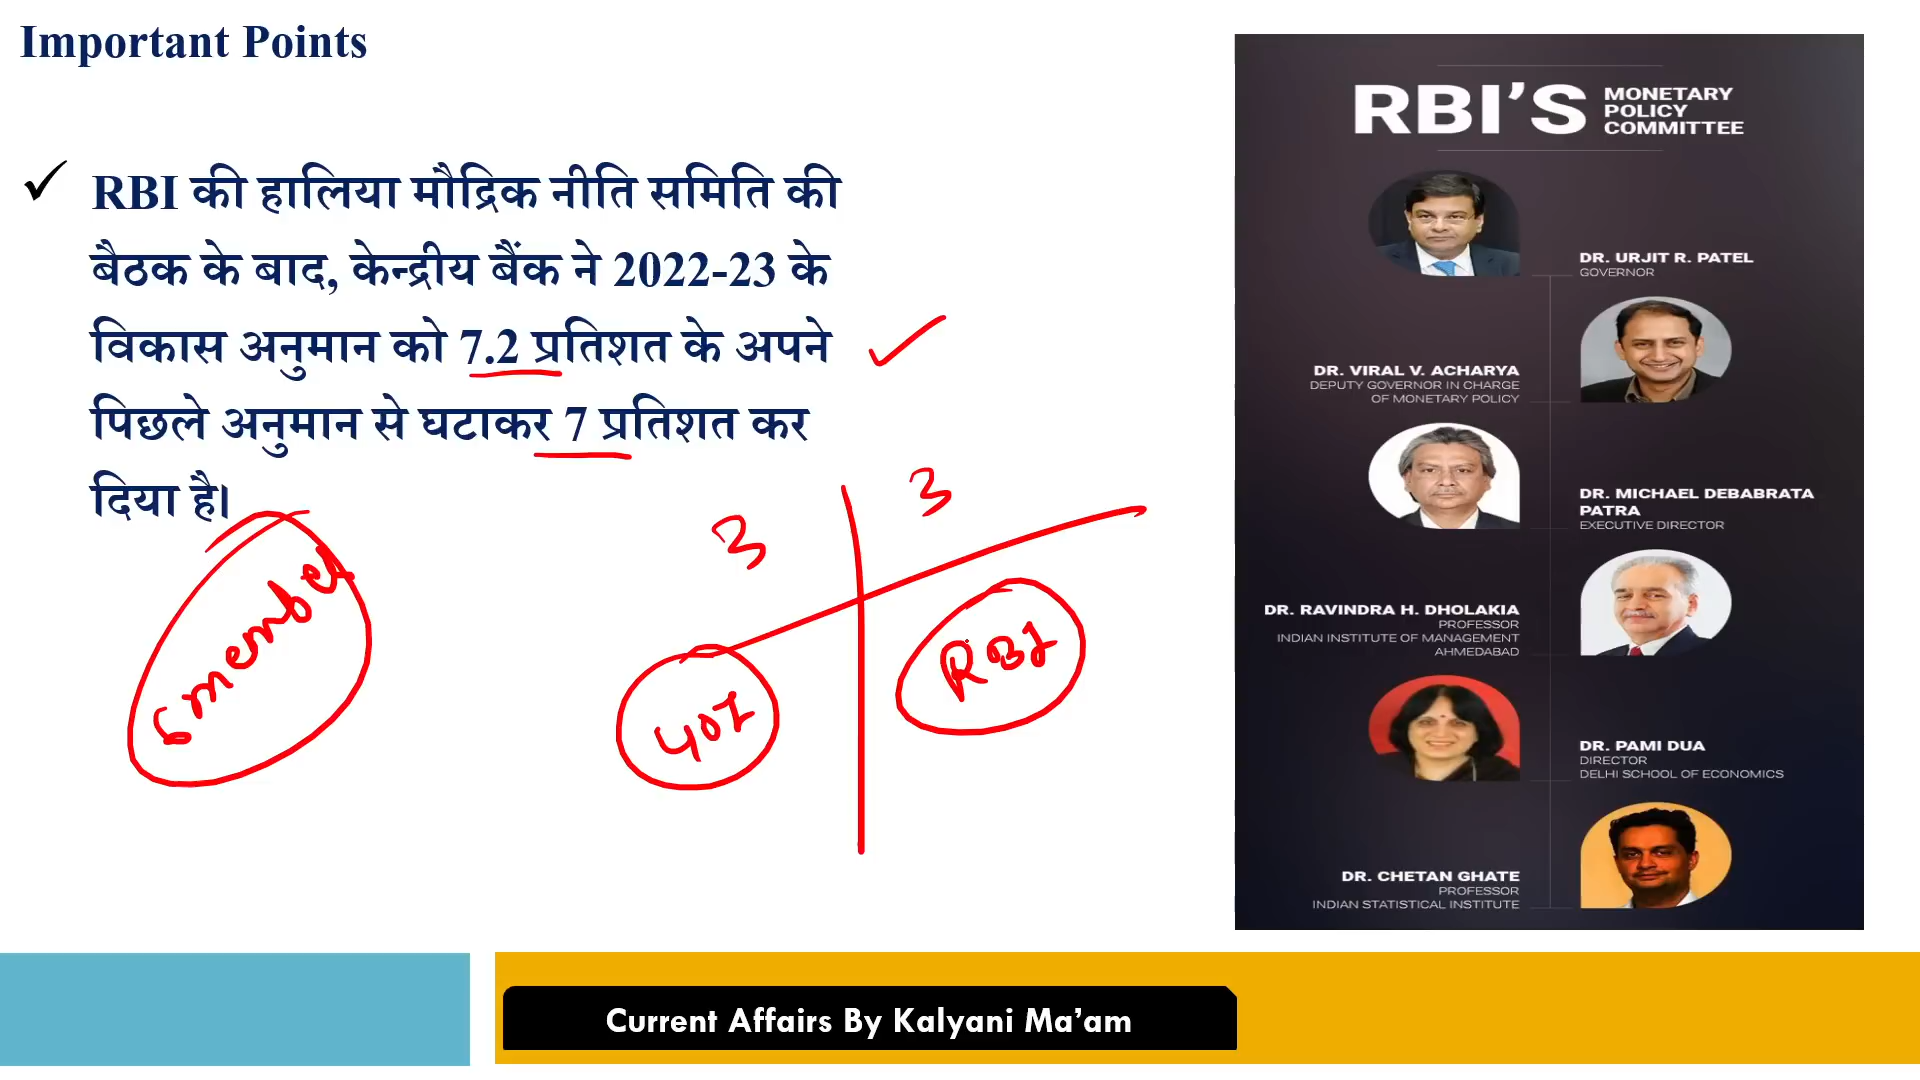 Important Points
✓ RBI की हालिया मौद्रिक नीति समिति की
बैठक के बाद, केन्द्रीय बैंक ने 2022-23 के
विकास अनुमान को 7.2 प्रतिशत के अपने
पिछले अनुमान से घटाकर 7 प्रतिशत कर
दिया है।
6 member
3
3
GOI
RBI
RBI’S
MONETARY
POLICY
COMMITTEE
DR. URJIT R. PATEL
GOVERNOR
DR. VIRAL V. ACHARYA
DEPUTY GOVERNOR IN CHARGE
OF MONETARY POLICY
DR. MICHAEL DEBABRATA
PATRA
EXECUTIVE DIRECTOR
DR. RAVINDRA H. DHOLAKIA
PROFESSOR
INDIAN INSTITUTE OF MANAGEMENT
AHMEDABAD
DR. PAMI DUA
DIRECTOR
DELHI SCHOOL OF ECONOMICS
DR. CHETAN GHATE
PROFESSOR
INDIAN STATISTICAL INSTITUTE
Current Affairs By Kalyani Ma’am